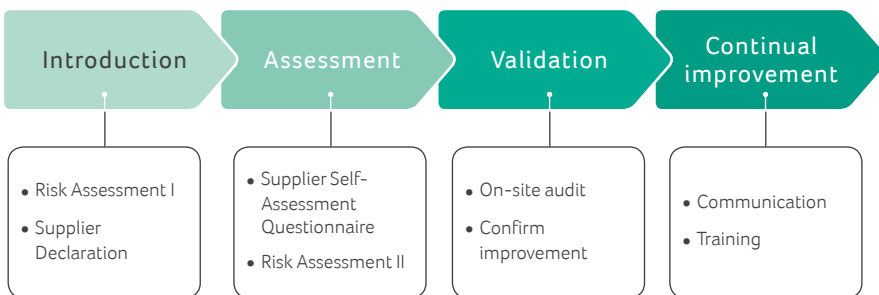 Introduction
Assessment
Validation
Continual
improvement
• Risk Assessment I
• Supplier
Declaration
• Supplier Self-
Assessment
Questionnaire
• Risk Assessment II
• On-site audit
• Confirm
improvement
• Communication
• Training